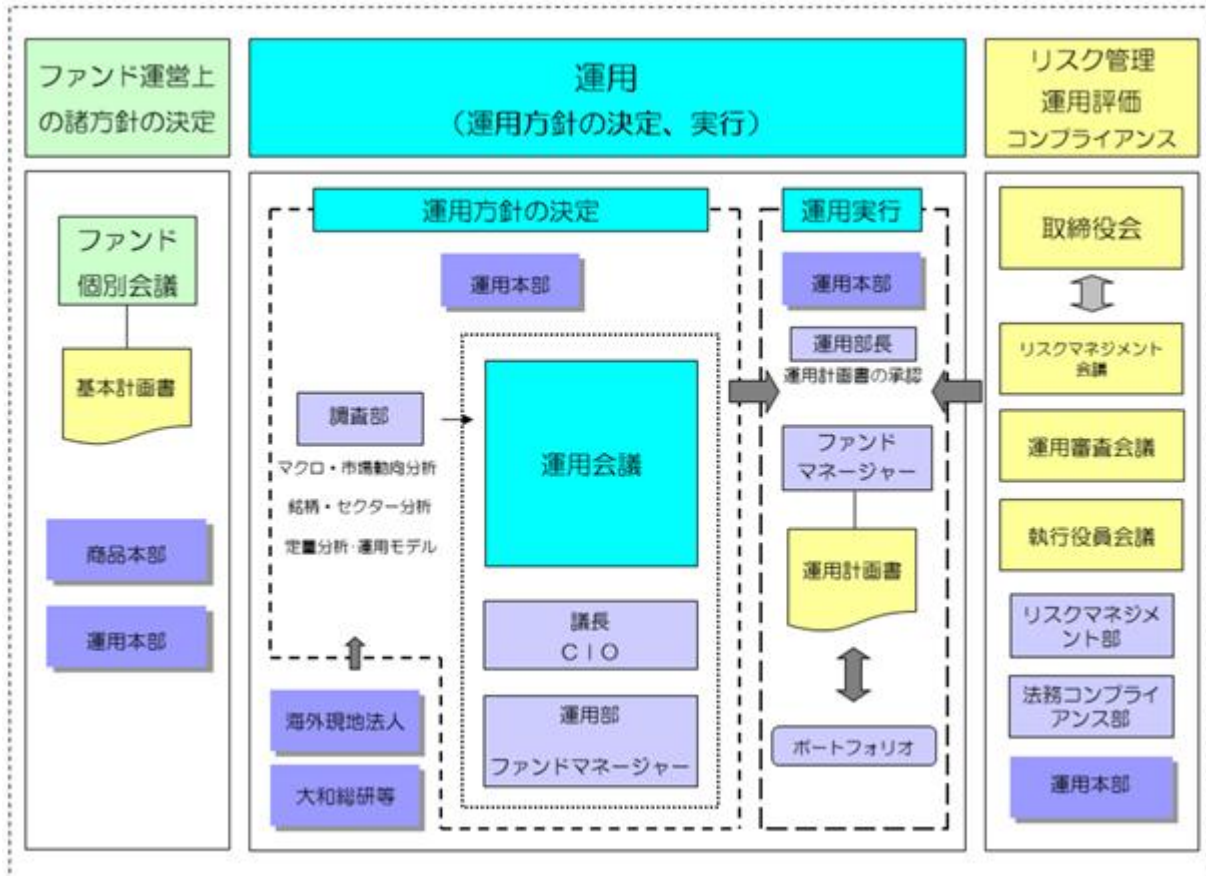 ファンド運営上
の諸方針の決定
運用
（運用方針の決定、実行）
リスク管理
運用評価
コンプライアンス
ファンド
個別会議
基本計画書
商品本部
運用本部
運用方針の決定
運用本部
調査部
マクロ・市場動向分析
銘柄・セクター分析
定量分析・運用モデル
運用会議
議長
ＣＩＯ
運用部
ファンドマネージャー
海外現地法人
大和総研等
運用実行
運用本部
運用部長
運用計画書の承認
ファンド
マネージャー
運用計画書
ポートフォリオ
取締役会
リスクマネジメント
会議
運用審査会議
執行役員会議
リスクマネジメ
ント部
法務コンプライ
アンス部
運用本部